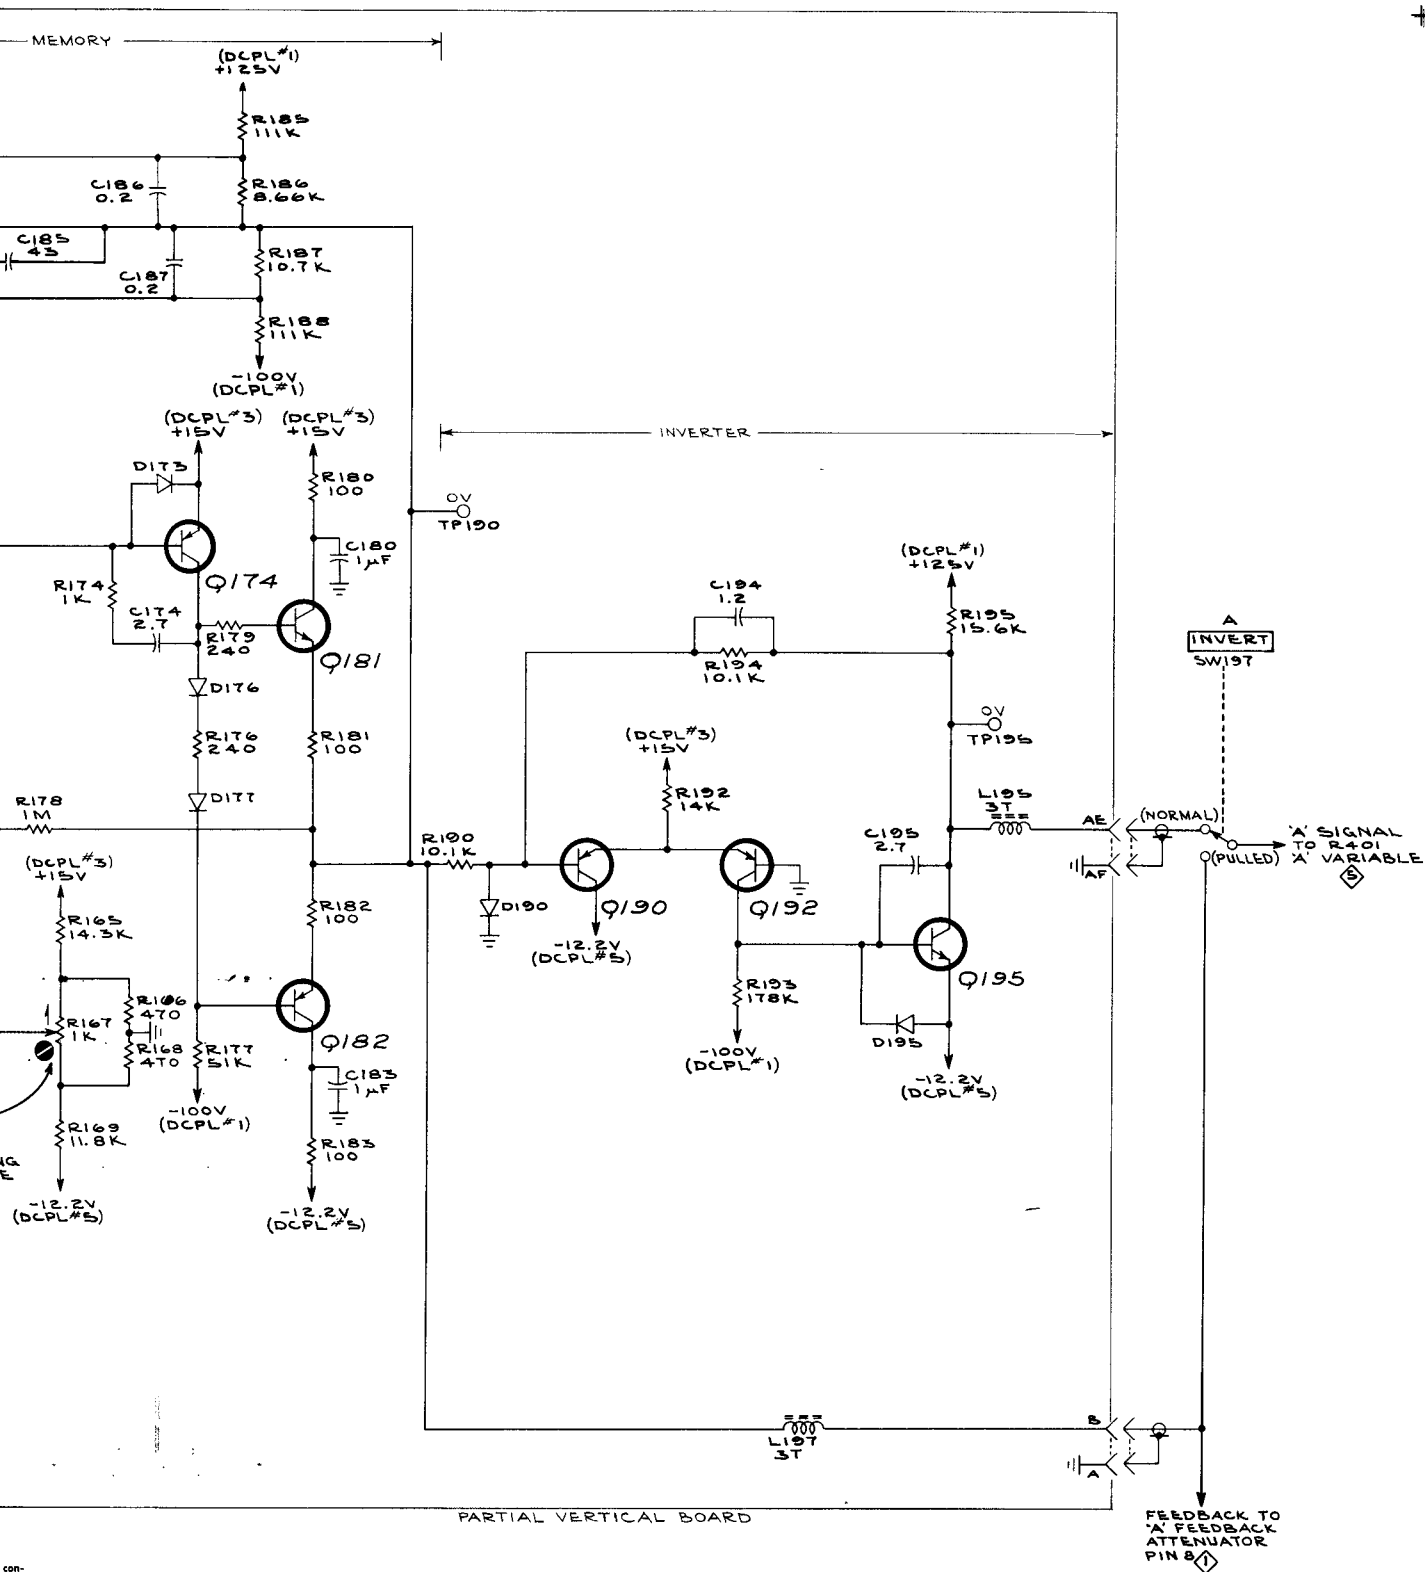 MEMORY
(DCPL#1)
+125V
R185
111K
C186
0.2
R186
8.66K
C185
43
R187
10.7K
C187
0.2
R188
111K
-100V
(DCPL#1)
(DCPL#3)
+15V
(DCPL#3)
+15V
INVERTER
D173
R180
100
0V
TP190
C180
1µF
Q174
R174
1K
C174
2.7
R179
240
Q181
D176
R176
240
R181
100
D177
(DCPL#1)
+125V
C194
1.2
R195
15.6K
R194
10.1K
A
INVERT
SW197
0V
TP195
(DCPL#3)
+15V
R192
14K
L195
3T
R178
1M
AE
(NORMAL)
'A' SIGNAL
TO R401
'A' VARIABLE
5
(PULLED)
AF
R190
10.1K
C195
2.7
(DCPL#3)
+15V
R165
14.3K
R182
100
D190
Q190
Q192
-12.2V
(DCPL#5)
Q195
R193
178K
R166
470
R167
1K
R168
470
R177
51K
Q182
D195
-100V
(DCPL#1)
-12.2V
(DCPL#5)
C183
1µF
-100V
(DCPL#1)
R169
11.8K
R183
100
-12.2V
(DCPL#5)
-12.2V
(DCPL#5)
B
L197
3T
A
PARTIAL VERTICAL BOARD
FEEDBACK TO
'A' FEEDBACK
ATTENUATOR
PIN 8 1
con-